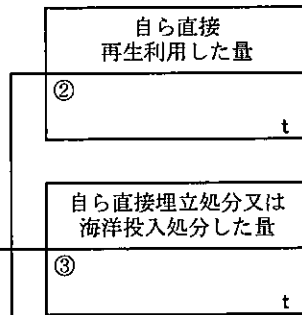 自ら直接
再生利用した量
②
t
自ら直接埋立処分又は
海洋投入処分した量
③
t